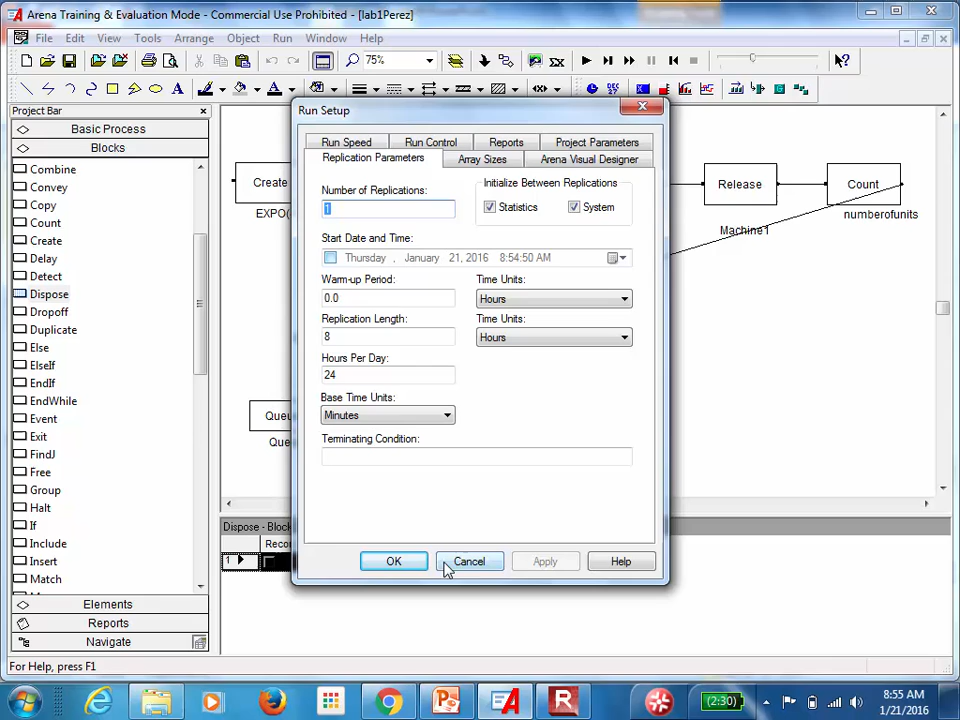 Arena Training & Evaluation Mode - Commercial Use Prohibited - [lab1Perez]
File Edit View Tools Arrange Object Run Window Help
75%
Project Bar
Basic Process
Blocks
Combine
Convey
Copy
Count
Create
Delay
Detect
Dispose
Dropoff
Duplicate
Else
ElseIf
EndIf
EndWhile
Event
Exit
FindJ
Free
Group
Halt
If
Include
Insert
Match
Elements
Reports
Navigate
Create
EXPO(
Release
Count
numberofunits
Machine1
Queu
Que
Run Setup
Run Speed Run Control Reports Project Parameters
Replication Parameters Array Sizes Arena Visual Designer
Number of Replications:
1
Initialize Between Replications
Statistics System
Start Date and Time:
Thursday , January 21, 2016 8:54:50 AM
Warm-up Period: Time Units:
0.0 Hours
Replication Length: Time Units:
8 Hours
Hours Per Day:
24
Base Time Units:
Minutes
Terminating Condition:
OK Cancel Apply Help
Dispose - Block
Reco
1
For Help, press F1
(2:30)
8:55 AM
1/21/2016